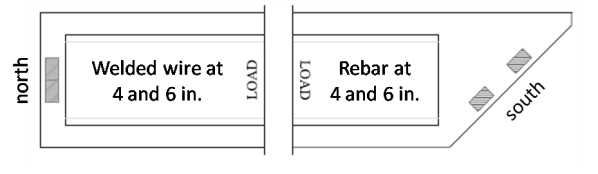 north
Welded wire at
4 and 6 in.
LOAD
LOAD
Rebar at
4 and 6 in.
south